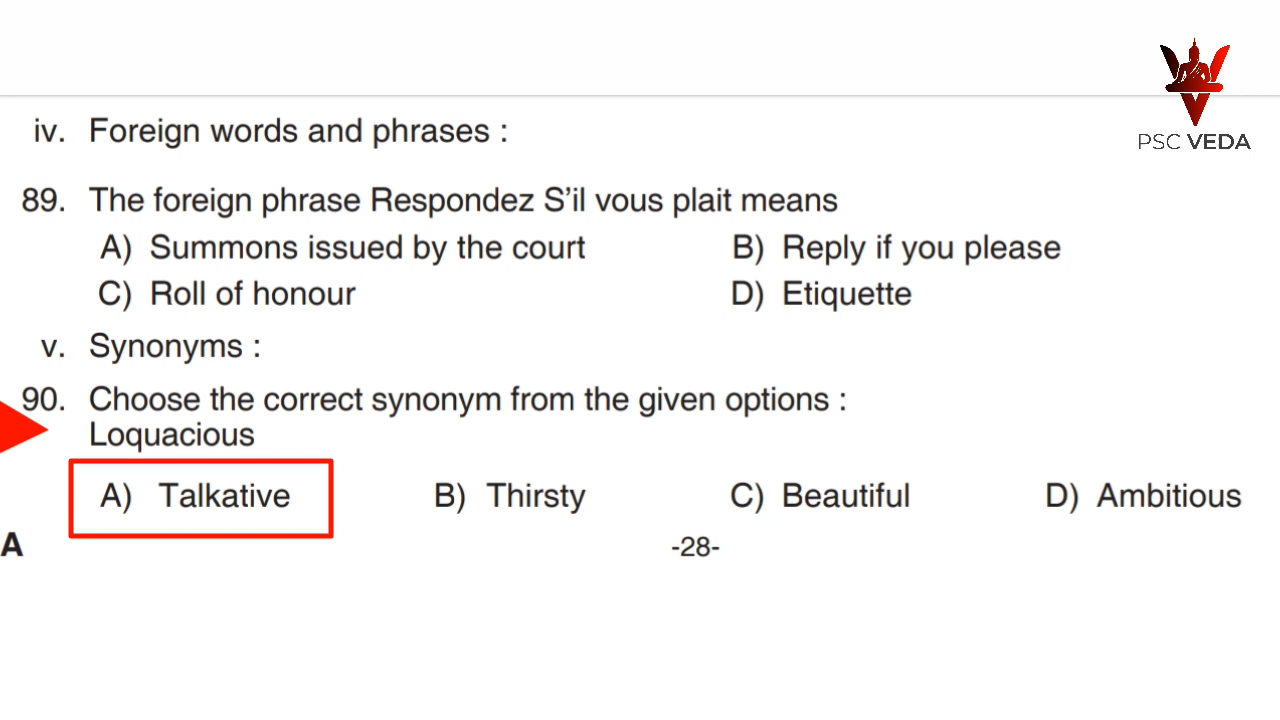 PSC VEDA
iv. Foreign words and phrases :
89. The foreign phrase Respondez S'il vous plait means
A) Summons issued by the court B) Reply if you please
C) Roll of honour D) Etiquette
v. Synonyms :
90. Choose the correct synonym from the given options :
Loquacious
A) Talkative B) Thirsty C) Beautiful D) Ambitious
A -28-